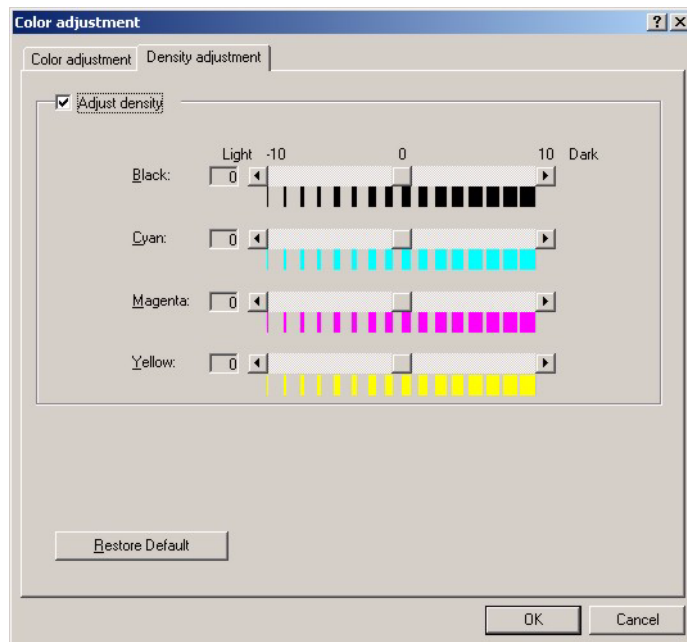 Color adjustment
Color adjustment Density adjustment
Adjust density
Light -10 0 10 Dark
Black: 0
Cyan: 0
Magenta: 0
Yellow: 0
Restore Default
OK Cancel